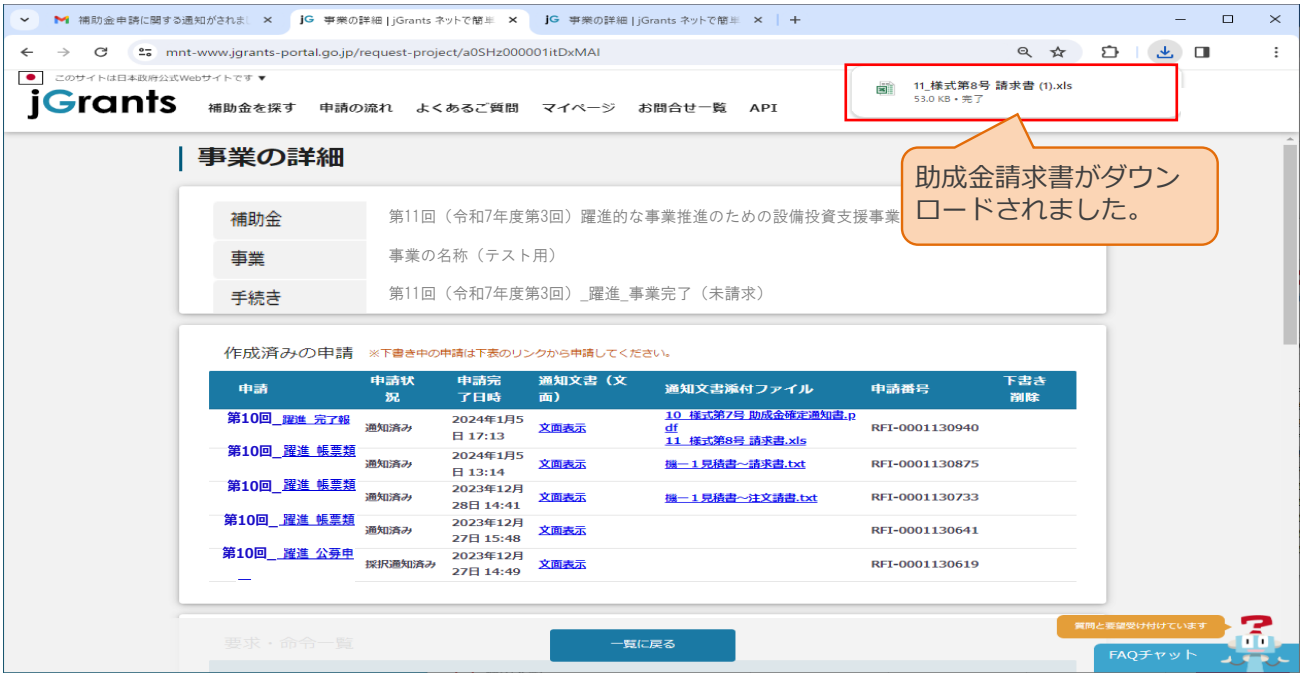 補助金申請に関する通知がされまし
jG 事業の詳細 | jGrants ネットで簡単
jG 事業の詳細 | jGrants ネットで簡単
mnt-www.jgrants-portal.go.jp/request-project/a0SHz000001itDxMAI
このサイトは日本政府公式Webサイトです ▼
jGrants 補助金を探す 申請の流れ よくあるご質問 マイページ お問合せ一覧 API
11_様式第8号 請求書 (1).xls
53.0 KB • 完了
助成金請求書がダウン
ロードされました。
事業の詳細
補助金 第11回（令和7年度第3回）躍進的な事業推進のための設備投資支援事業
事業 事業の名称（テスト用）
手続き 第11回（令和7年度第3回）_躍進_事業完了（未請求）
作成済みの申請 ※下書き中の申請は下表のリンクから申請してください。
申請 申請状況 申請完了日時 通知文書（文面） 通知文書添付ファイル 申請番号 下書き削除
第10回_躍進_完了報 通知済み 2024年1月5日 17:13 文面表示 10_様式第7号 助成金確定通知書.pdf 11_様式第8号 請求書.xls RFI-0001130940
第10回_躍進_帳票類 通知済み 2024年1月5日 13:14 文面表示 機ー１見積書～請求書.txt RFI-0001130875
第10回_躍進_帳票類 通知済み 2023年12月28日 14:41 文面表示 機ー１見積書～注文請書.txt RFI-0001130733
第10回_躍進_帳票類 通知済み 2023年12月27日 15:48 文面表示 RFI-0001130641
第10回_躍進_公募申 採択通知済み 2023年12月27日 14:49 文面表示 RFI-0001130619
要求・命令一覧
一覧に戻る
質問と要望受け付けています
FAQチャット